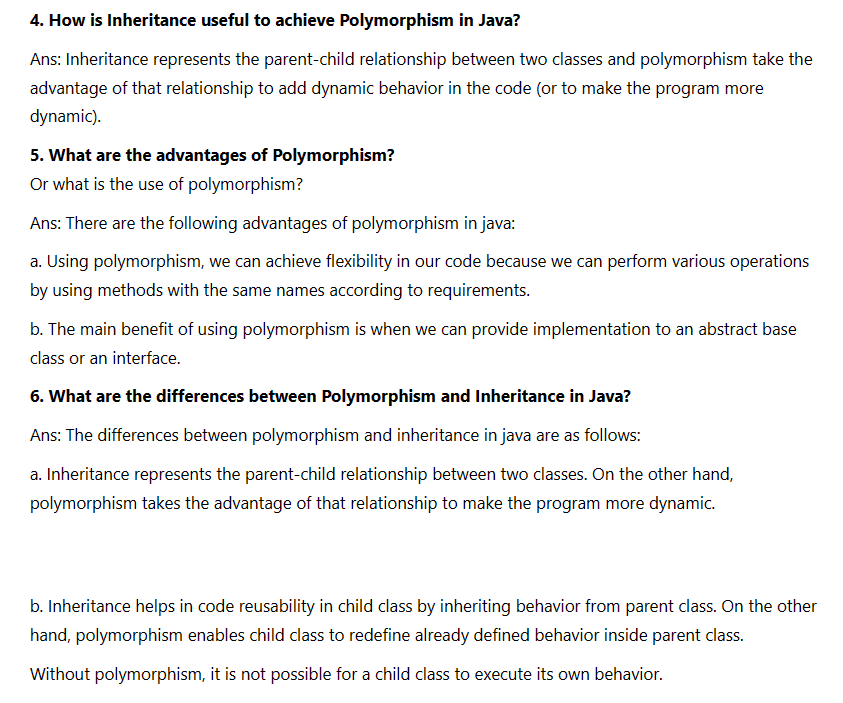 4. How is Inheritance useful to achieve Polymorphism in Java?
Ans: Inheritance represents the parent-child relationship between two classes and polymorphism take the
advantage of that relationship to add dynamic behavior in the code (or to make the program more
dynamic).
5. What are the advantages of Polymorphism?
Or what is the use of polymorphism?
Ans: There are the following advantages of polymorphism in java:
a. Using polymorphism, we can achieve flexibility in our code because we can perform various operations
by using methods with the same names according to requirements.
b. The main benefit of using polymorphism is when we can provide implementation to an abstract base
class or an interface.
6. What are the differences between Polymorphism and Inheritance in Java?
Ans: The differences between polymorphism and inheritance in java are as follows:
a. Inheritance represents the parent-child relationship between two classes. On the other hand,
polymorphism takes the advantage of that relationship to make the program more dynamic.
b. Inheritance helps in code reusability in child class by inheriting behavior from parent class. On the other
hand, polymorphism enables child class to redefine already defined behavior inside parent class.
Without polymorphism, it is not possible for a child class to execute its own behavior.